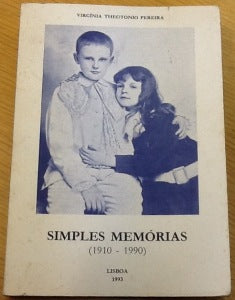 VIRGÍNIA THEOTONIO PEREIRA
SIMPLES MEMÓRIAS
(1910 - 1990)
LISBOA
1993